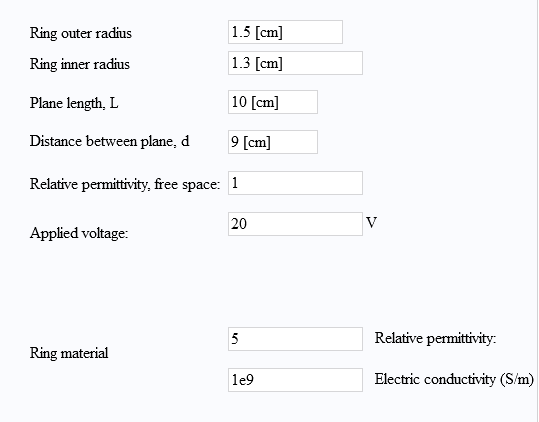 Ring outer radius 1.5 [cm]
Ring inner radius 1.3 [cm]
Plane length, L 10 [cm]
Distance between plane, d 9 [cm]
Relative permittivity, free space: 1
Applied voltage: 20 V
5 Relative permittivity:
Ring material
1e9 Electric conductivity (S/m)